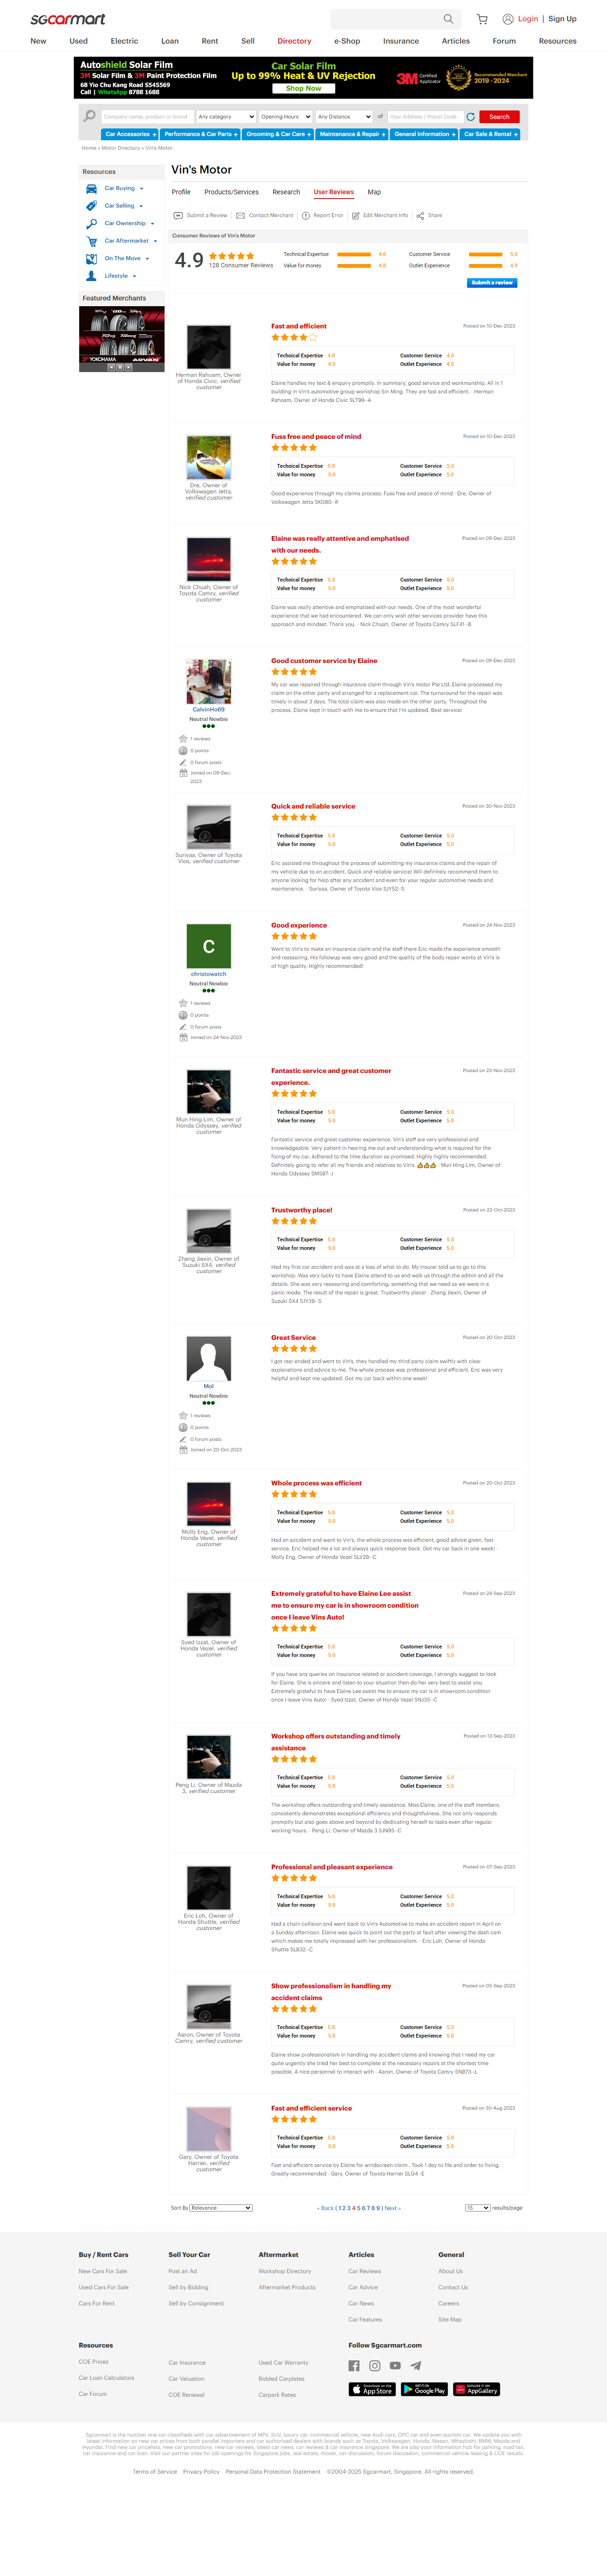 sgcarmart
Login | Sign Up
New Used Electric Loan Rent Sell Directory e-Shop Insurance Articles Forum Resources
Autoshield Solar Film
3M Solar Film & 3M Paint Protection Film
68 Yio Chu Kang Road S545569
Call | WhatsApp 8788 1688
Car Solar Film
Up to 99% Heat & UV Rejection
Shop Now
3M Certified Applicator
Recommended Merchant
2019 - 2024
Company name, product or brand Any category Opening Hours Any Distance of Your Address / Postal Code Search
Car Accessories + Performance & Car Parts + Grooming & Car Care + Maintenance & Repair + General Information + Car Sale & Rental +
Home » Motor Directory » Vin's Motor
Resources
Car Buying
Car Selling
Car Ownership
Car Aftermarket
On The Move
Lifestyle
Featured Merchants
YOKOHAMA ADVAN
Vin's Motor
Profile Products/Services Research User Reviews Map
Submit a Review Contact Merchant Report Error Edit Merchant Info Share
Consumer Reviews of Vin's Motor
4.9
128 Consumer Reviews
Technical Expertise 4.8 Customer Service 5.0
Value for money 4.8 Outlet Experience 4.9
Submit a review
Herman Rahoam, Owner
of Honda Civic, verified
customer
Fast and efficient
Posted on 10-Dec-2023
Technical Expertise 4.0 Customer Service 4.0
Value for money 4.0 Outlet Experience 4.0
Elaine handles my text & enquiry promptly. In summary, good service and workmanship. All in 1
building in Vin's automotive group workshop Sin Ming. They are fast and efficient. - Herman
Rahoam, Owner of Honda Civic SLT99-A
Dre, Owner of
Volkswagen Jetta,
verified customer
Fuss free and peace of mind
Posted on 10-Dec-2023
Technical Expertise 5.0 Customer Service 5.0
Value for money 5.0 Outlet Experience 5.0
Good experience through my claims process. Fuss free and peace of mind - Dre, Owner of
Volkswagen Jetta SKG80-R
Nick Chuah, Owner of
Toyota Camry, verified
customer
Elaine was really attentive and emphatised
with our needs.
Posted on 09-Dec-2023
Technical Expertise 5.0 Customer Service 5.0
Value for money 5.0 Outlet Experience 5.0
Elaine was really attentive and emphatised with our needs. One of the most wonderful
experience that we had encountered. We can only wish other services provider have this
approach and mindset. Thank you. - Nick Chuah, Owner of Toyota Camry SLF41-B
CalvinHo69
Neutral Newbie
1 reviews
0 points
0 forum posts
Joined on 09-Dec-
2023
Good customer service by Elaine
Posted on 09-Dec-2023
My car was repaired through insurance claim through Vin's motor Pte Ltd. Elaine processed my
claim on the other party and arranged for a replacement car. The turnaround for the repair was
timely in about 3 days. The total claim was also made on the other party. Throughout the
process, Elaine kept in touch with me to ensure that I'm updated. Best service!
Suriyaa, Owner of Toyota
Vios, verified customer
Quick and reliable service
Posted on 30-Nov-2023
Technical Expertise 5.0 Customer Service 5.0
Value for money 5.0 Outlet Experience 5.0
Eric assisted me throughout the process of submitting my insurance claims and the repair of
my vehicle due to an accident. Quick and reliable service! Will definitely recommend them to
anyone looking for help after any accident and even for your regular automotive needs and
maintenance. - Suriyaa, Owner of Toyota Vios SJY52-S
C
christowatch
Neutral Newbie
1 reviews
0 points
0 forum posts
Joined on 24-Nov-2023
Good experience
Posted on 24-Nov-2023
Went to Vin's to make an insurance claim and the staff there Eric made the experience smooth
and reassuring. His followup was very good and the quality of the body repair works at Vin's is
of high quality. Highly recommended!
Mun Hing Lim, Owner of
Honda Odyssey, verified
customer
Fantastic service and great customer
experience.
Posted on 23-Nov-2023
Technical Expertise 5.0 Customer Service 5.0
Value for money 5.0 Outlet Experience 5.0
Fantastic service and great customer experience. Vin's staff are very professional and
knowledgeable. Very patient in hearing me out and understanding what is required for the
fixing of my car. Adhered to the time duration as promised. Highly highly recommended.
Definitely going to refer all my friends and relatives to Vin's. 👍👍👍 - Mun Hing Lim, Owner of
Honda Odyssey SMS87-J
Zhang Jiexin, Owner of
Suzuki SX4, verified
customer
Trustworthy place!
Posted on 23-Oct-2023
Technical Expertise 5.0 Customer Service 5.0
Value for money 5.0 Outlet Experience 5.0
Had my first car accident and was at a loss of what to do. My insurer told us to go to this
workshop. Was very lucky to have Elaine attend to us and walk us through the admin and all the
details. She was very reassuring and comforting; something that we need as we were in a
panic mode. The result of the repair is great. Trustworthy place! - Zhang Jiexin, Owner of
Suzuki SX4 SJY39-S
Mol
Neutral Newbie
1 reviews
0 points
0 forum posts
Joined on 20-Oct-2023
Great Service
Posted on 20-Oct-2023
I got rear ended and went to Vin's, they handled my third party claim swiftly with clear
explanations and advice to me. The whole process was professional and efficient. Eric was very
helpful and kept me updated. Got my car back within one week!
Molly Eng, Owner of
Honda Vezel, verified
customer
Whole process was efficient
Posted on 20-Oct-2023
Technical Expertise 5.0 Customer Service 5.0
Value for money 5.0 Outlet Experience 5.0
Had an accident and went to Vin's, the whole process was efficient, good advice given, fast
service. Eric helped me a lot and always quick response back. Got my car back in one week! -
Molly Eng, Owner of Honda Vezel SLV29-C
Syed Izzat, Owner of
Honda Vezel, verified
customer
Extremely grateful to have Elaine Lee assist
me to ensure my car is in showroom condition
once I leave Vins Auto!
Posted on 24-Sep-2023
Technical Expertise 5.0 Customer Service 5.0
Value for money 5.0 Outlet Experience 5.0
If you have any queries on Insurance related or accident coverage, I strongly suggest to look
for Elaine. She is sincere and listen to your situation then do her very best to assist you.
Extremely grateful to have Elaine Lee assist me to ensure my car is in showroom condition
once I leave Vins Auto! - Syed Izzat, Owner of Honda Vezel SNJ35-C
Peng Li, Owner of Mazda
3, verified customer
Workshop offers outstanding and timely
assistance
Posted on 13-Sep-2023
Technical Expertise 5.0 Customer Service 5.0
Value for money 5.0 Outlet Experience 5.0
The workshop offers outstanding and timely assistance. Miss Elaine, one of the staff members,
consistently demonstrates exceptional efficiency and thoughtfulness. She not only responds
promptly but also goes above and beyond by dedicating herself to tasks even after regular
working hours. - Peng Li, Owner of Mazda 3 SJN95-C
Eric Loh, Owner of
Honda Shuttle, verified
customer
Professional and pleasant experience
Posted on 07-Sep-2023
Technical Expertise 5.0 Customer Service 5.0
Value for money 5.0 Outlet Experience 5.0
Had a chain collision and went back to Vin's Automotive to make an accident report in April on
a Sunday afternoon. Elaine was quick to point out the party at fault after viewing the dash cam
which makes me totally impressed with her professionalism. - Eric Loh, Owner of Honda
Shuttle SLB32-C
Aaron, Owner of Toyota
Camry, verified customer
Show professionalism in handling my
accident claims
Posted on 05-Sep-2023
Technical Expertise 5.0 Customer Service 5.0
Value for money 5.0 Outlet Experience 5.0
Elaine show professionalism in handling my accident claims and knowing that I need my car
quite urgently she hried her best to complete al the necessary repairs at the shortest time
possible. A nice personnel to interact with - Aaron, Owner of Toyota Camry SNB73-L
Gary, Owner of Toyota
Harrier, verified
customer
Fast and efficient service
Posted on 30-Aug-2023
Technical Expertise 5.0 Customer Service 5.0
Value for money 5.0 Outlet Experience 5.0
Fast and efficient service by Elaine for windscreen claim . Took 1 day to file and order to fixing.
Greatly recommended - Gary, Owner of Toyota Harrier SLG4-E
Sort By Relevance « Back ( 1 2 3 4 5 6 7 8 9 ) Next » 15 results/page
Buy / Rent Cars Sell Your Car Aftermarket Articles General
New Cars For Sale Post an Ad Workshop Directory Car Reviews About Us
Used Cars For Sale Sell by Bidding Aftermarket Products Car Advice Contact Us
Cars For Rent Sell by Consignment Car News Careers
Car Features Site Map
Resources Follow Sgcarmart.com
COE Prices Car Insurance Used Car Warranty
Car Loan Calculators Car Valuation Bidded Carplates
Car Forum COE Renewal Carpark Rates
Download on the App Store GET IT ON Google Play EXPLORE IT ON AppGallery
Sgcarmart is the number one car classifieds with car advertisement of MPV, SUV, luxury car, commercial vehicle, new Audi cars, OPC car and even auction car. We update you with
latest information on new car prices from both parallel importers and car authorised dealers with brands such as Toyota, Volkswagen, Honda, Nissan, Mitsubishi, BMW, Mazda and
Hyundai. Find new car pricelists, new car promotions, new car reviews, latest car news, car reviews & car insurance singapore. We are also your information hub for parking, road tax,
car insurance and car loan. Visit our partner sites for job openings for Singapore jobs, real estate, mover, car discussion, forum discussion, commercial vehicle leasing & COE results.
Terms of Service Privacy Policy Personal Data Protection Statement ©2004-2025 Sgcarmart, Singapore. All rights reserved.